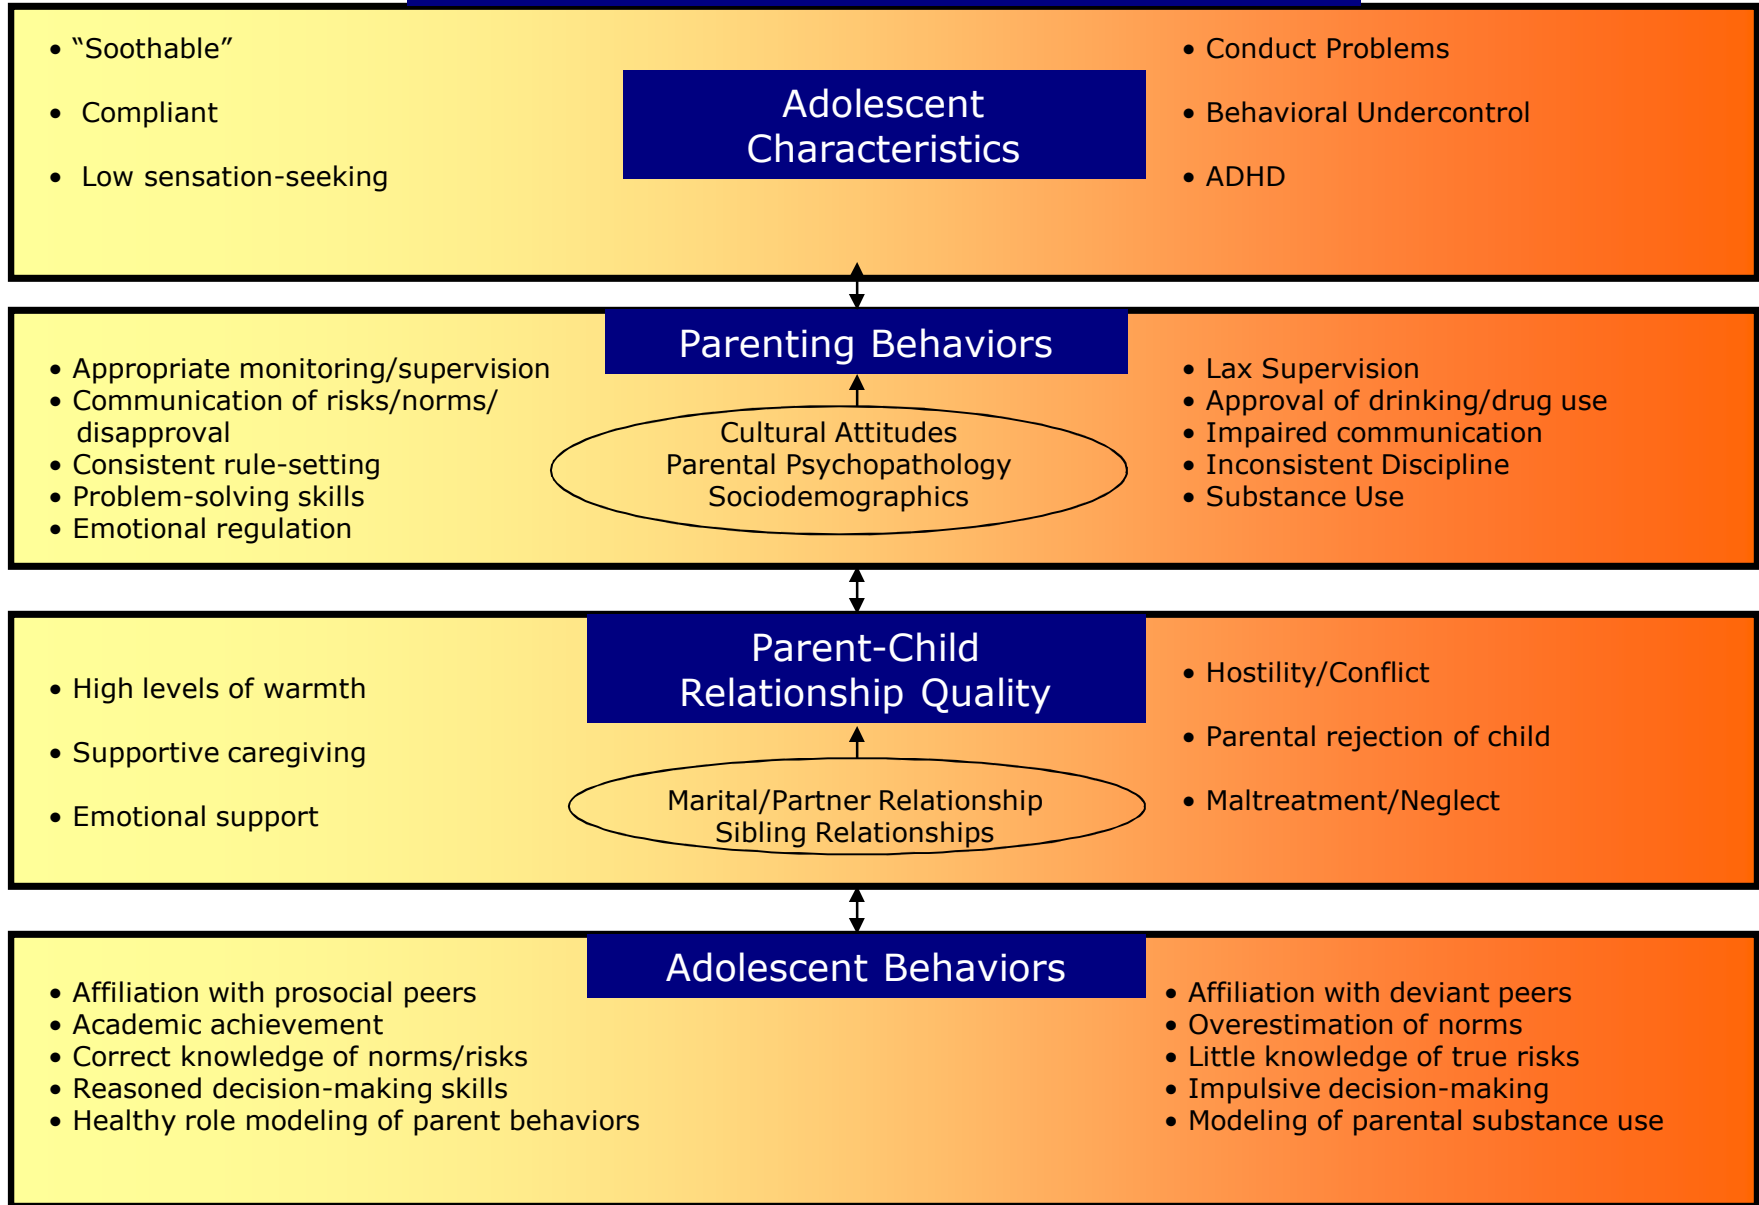 • “Soothable”
• Compliant
• Low sensation-seeking
Adolescent
Characteristics
• Conduct Problems
• Behavioral Undercontrol
• ADHD
Parenting Behaviors
• Appropriate monitoring/supervision
• Communication of risks/norms/
disapproval
• Consistent rule-setting
• Problem-solving skills
• Emotional regulation
Cultural Attitudes
Parental Psychopathology
Sociodemographics
• Lax Supervision
• Approval of drinking/drug use
• Impaired communication
• Inconsistent Discipline
• Substance Use
Parent-Child
Relationship Quality
• High levels of warmth
• Supportive caregiving
• Emotional support
Marital/Partner Relationship
Sibling Relationships
• Hostility/Conflict
• Parental rejection of child
• Maltreatment/Neglect
Adolescent Behaviors
• Affiliation with prosocial peers
• Academic achievement
• Correct knowledge of norms/risks
• Reasoned decision-making skills
• Healthy role modeling of parent behaviors
• Affiliation with deviant peers
• Overestimation of norms
• Little knowledge of true risks
• Impulsive decision-making
• Modeling of parental substance use